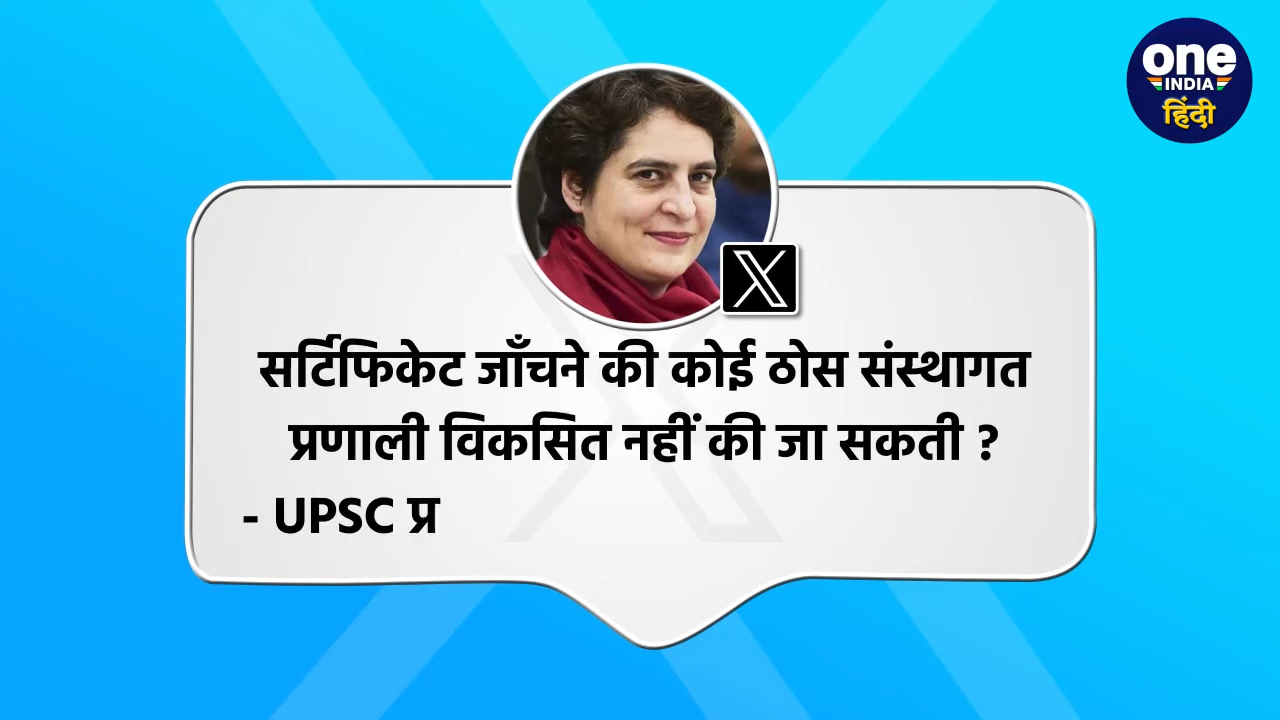 one
INDIA
हिंदी
सर्टिफिकेट जाँचने की कोई ठोस संस्थागत
प्रणाली विकसित नहीं की जा सकती ?
- UPSC प्र